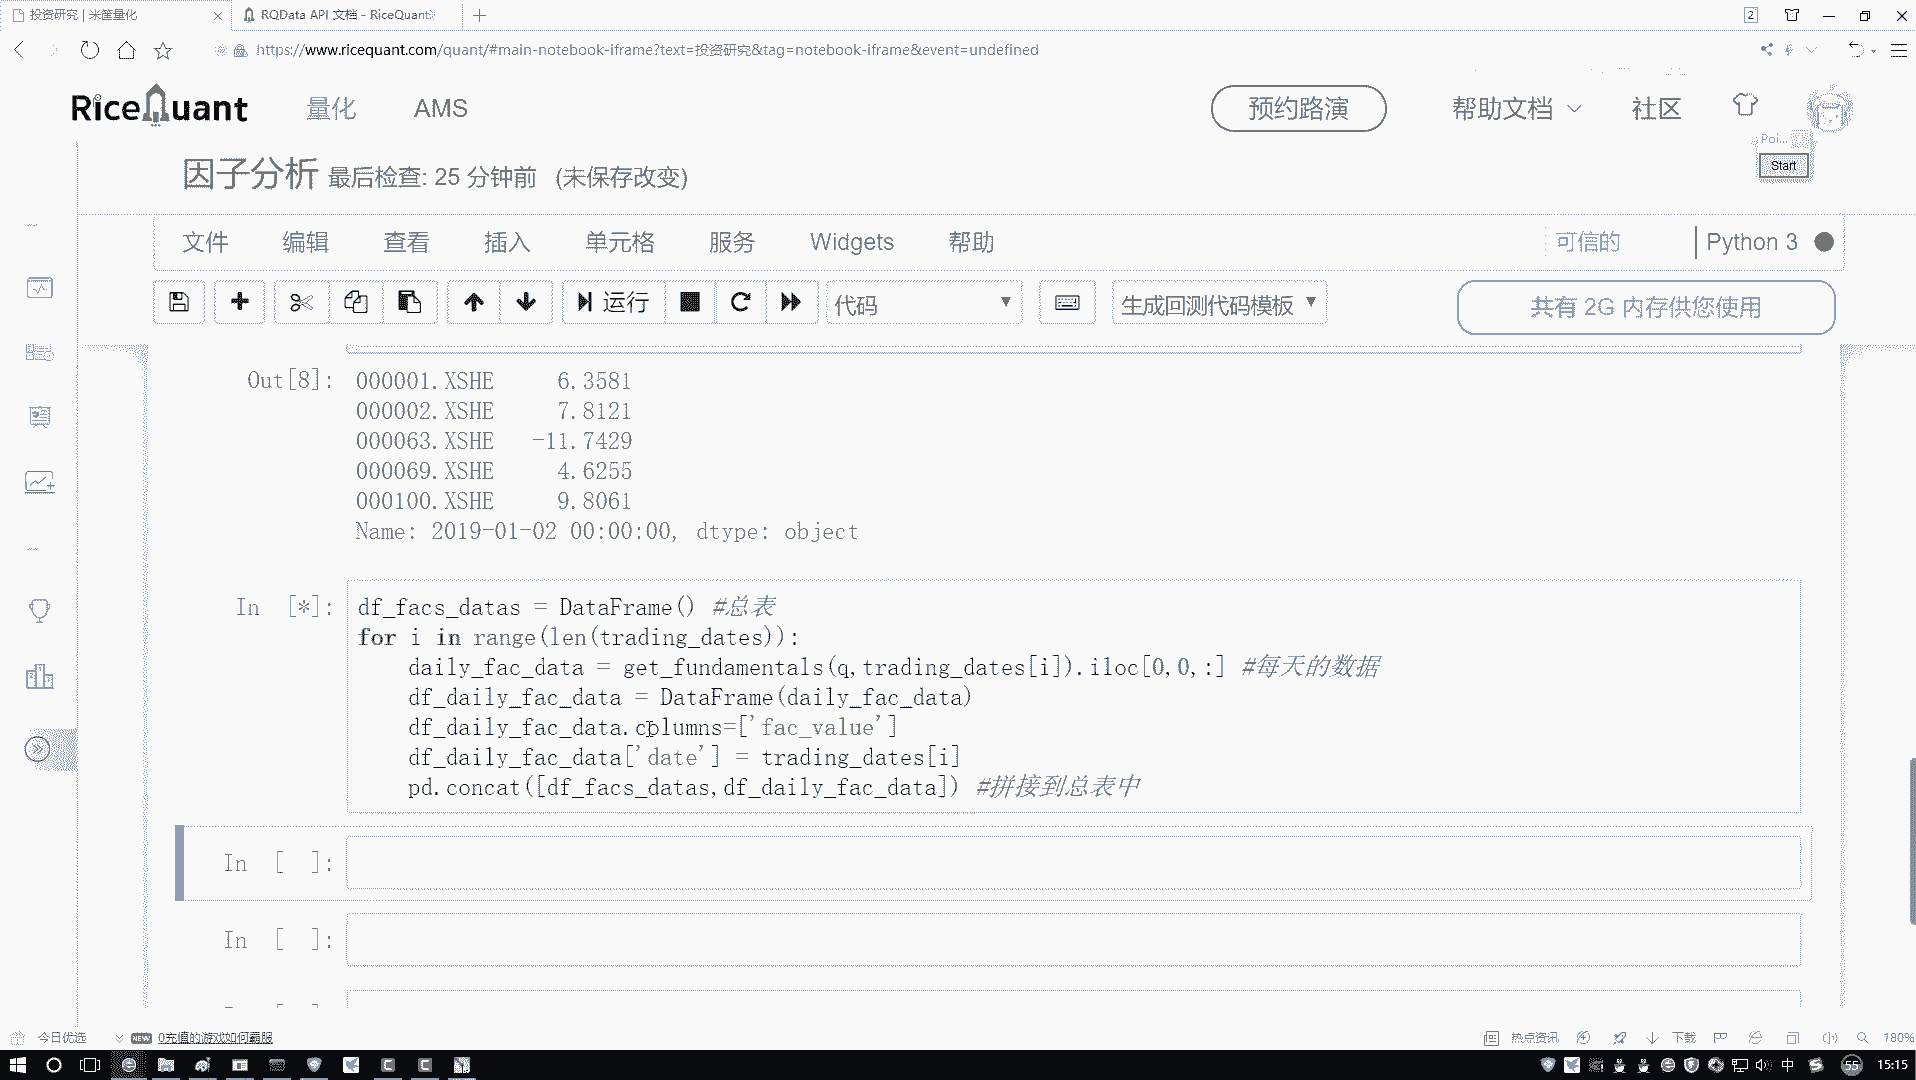 投资研究 | 米筐量化
RQData API 文档 - RiceQuant
2
https://www.ricequant.com/quant/#main-notebook-iframe?text=投资研究&tag=notebook-iframe&event=undefined
RiceQuant 量化 AMS 预约路演 帮助文档 社区
Poi...
Start
因子分析 最后检查: 25 分钟前 (未保存改变)
文件 编辑 查看 插入 单元格 服务 Widgets 帮助 可信的 Python 3
运行 代码 生成回测代码模板 共有 2G 内存供您使用
Out[8]: 000001.XSHE 6.3581
000002.XSHE 7.8121
000063.XSHE -11.7429
000069.XSHE 4.6255
000100.XSHE 9.8061
Name: 2019-01-02 00:00:00, dtype: object
In [*]: df_facs_datas = DataFrame() #总表
for i in range(len(trading_dates)):
daily_fac_data = get_fundamentals(q,trading_dates[i]).iloc[0,0,:] #每天的数据
df_daily_fac_data = DataFrame(daily_fac_data)
df_daily_fac_data.columns=['fac_value']
df_daily_fac_data['date'] = trading_dates[i]
pd.concat([df_facs_datas,df_daily_fac_data]) #拼接到总表中
In [ ]:
In [ ]:
今日优选 NEW 0充值的游戏如何霸服 热点资讯 下载 180%
中 55 15:15